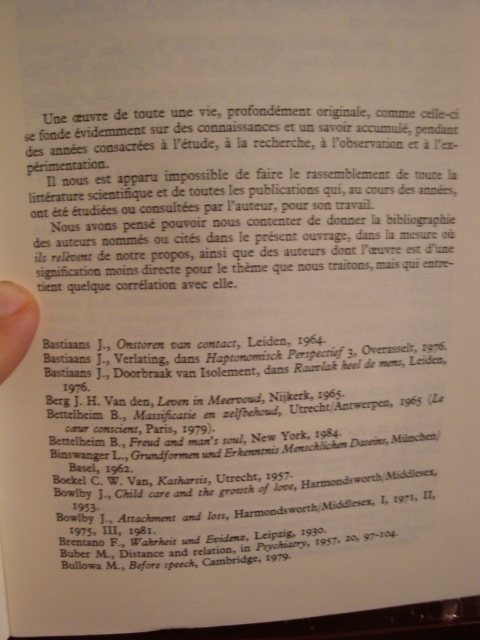 Une œuvre de toute une vie, profondément originale, comme celle-ci
se fonde évidemment sur des connaissances et un savoir accumulé, pendant
des années consacrées à l'étude, à la recherche, à l'observation et à l'ex-
périmentation.
Il nous est apparu impossible de faire le rassemblement de toute la
littérature scientifique et de toutes les publications qui, au cours des années,
ont été étudiées ou consultées par l'auteur, pour son travail.
Nous avons pensé pouvoir nous contenter de donner la bibliographie
des auteurs nommés ou cités dans le présent ouvrage, dans la mesure où
ils relèvent de notre propos, ainsi que des auteurs dont l'œuvre est d'une
signification moins directe pour le thème que nous traitons, mais qui entre-
tient quelque corrélation avec elle.
Bastiaans J., Onstoren van contact, Leiden, 1964.
Bastiaans J., Verlating, dans Haptonomisch Perspectief 3, Overasselt, 1976.
Bastiaans J., Doorbraak van Isolement, dans Raavlak heel de mens, Leiden,
1976.
Berg J. H. Van den, Leven in Meervoud, Nijkerk, 1965.
Bettelheim B., Massificatie en zelfbehoud, Utrecht/Antwerpen, 1965 (Le
cœur conscient, Paris, 1979).
Bettelheim B., Freud and man's soul, New York, 1984.
Binswanger L., Grundformen und Erkenntnis Menschlichen Daseins, München/
Basel, 1962.
Boekel C. W. Van, Katharsis, Utrecht, 1957.
Bowlby J., Child care and the growth of love, Harmondsworth/Middlesex,
1953.
Bowlby J., Attachment and loss, Harmondsworth/Middlesex, I, 1971, II,
1975, III, 1981.
Brentano F., Wahrheit und Evidenz, Leipzig, 1930.
Buber M., Distance and relation, in Psychiatry, 1957, 20, 97-104.
Bullowa M., Before speech, Cambridge, 1979.